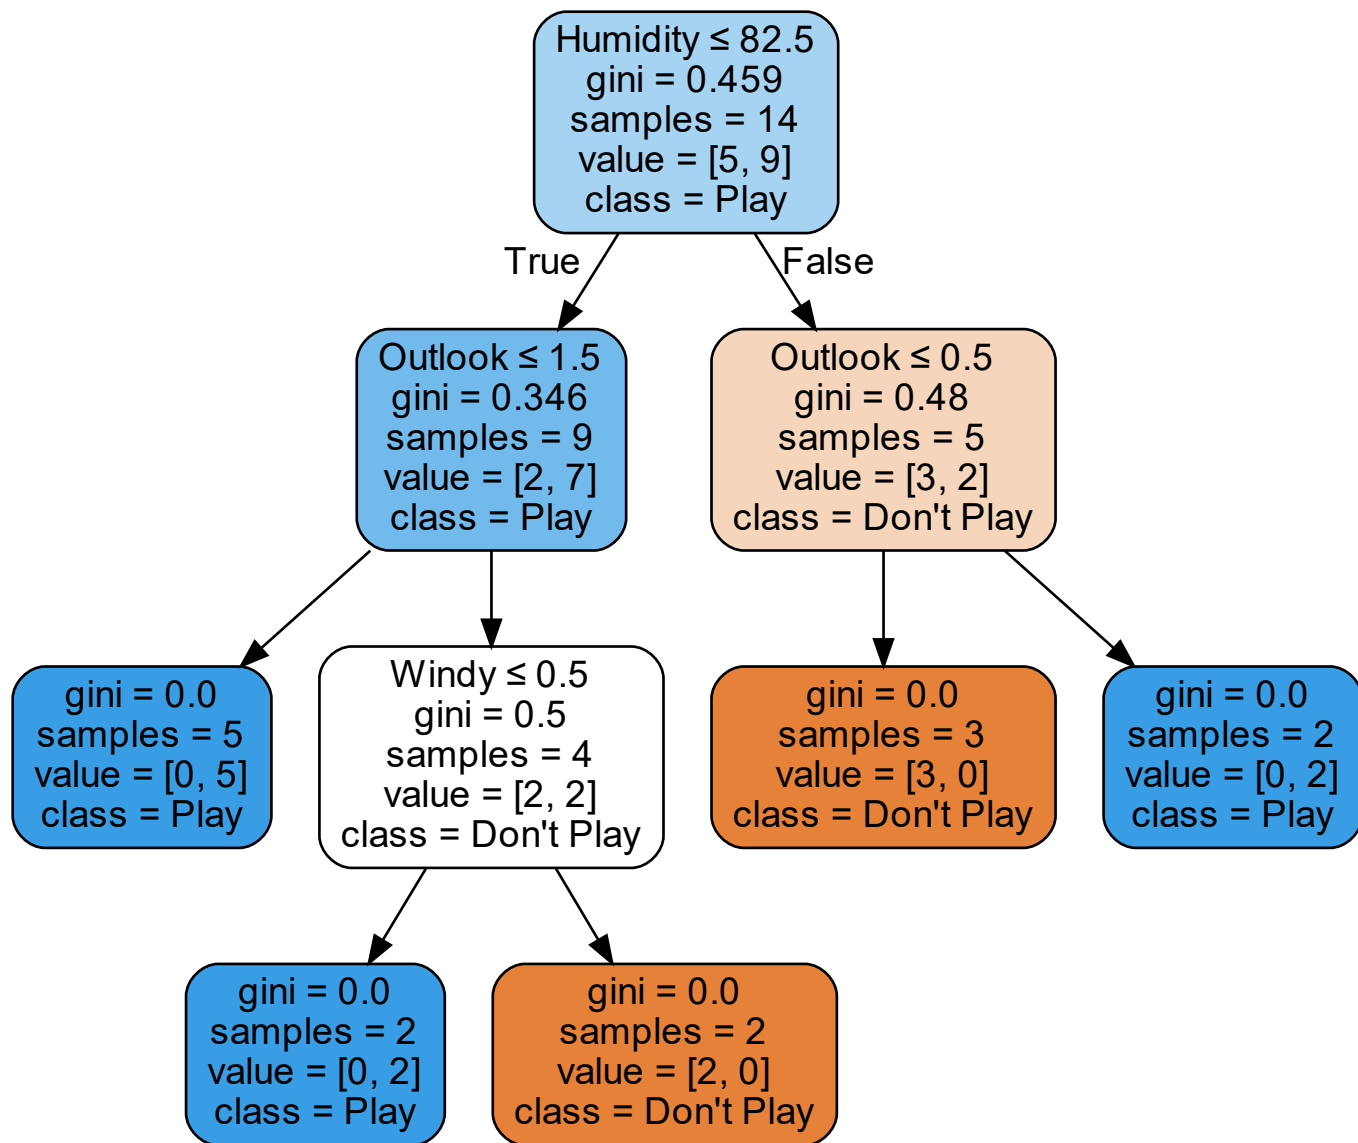 Humidity ≤ 82.5
gini = 0.459
samples = 14
value = [5, 9]
class = Play
True
False
Outlook ≤ 1.5
gini = 0.346
samples = 9
value = [2, 7]
class = Play
Outlook ≤ 0.5
gini = 0.48
samples = 5
value = [3, 2]
class = Don't Play
gini = 0.0
samples = 5
value = [0, 5]
class = Play
Windy ≤ 0.5
gini = 0.5
samples = 4
value = [2, 2]
class = Don't Play
gini = 0.0
samples = 3
value = [3, 0]
class = Don't Play
gini = 0.0
samples = 2
value = [0, 2]
class = Play
gini = 0.0
samples = 2
value = [0, 2]
class = Play
gini = 0.0
samples = 2
value = [2, 0]
class = Don't Play